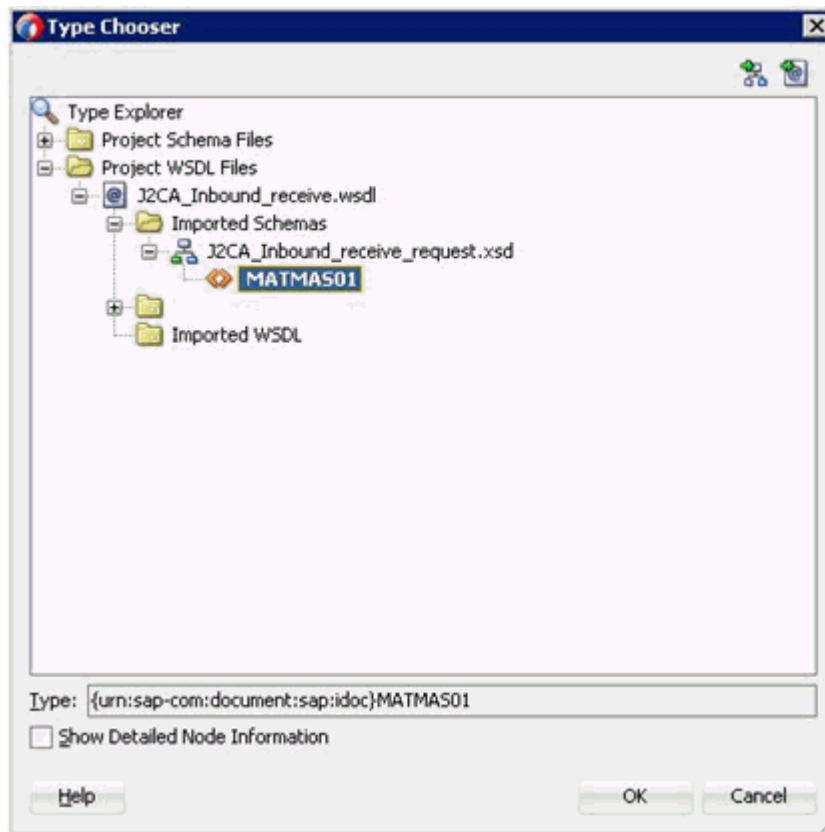 Type Chooser
Type Explorer
Project Schema Files
Project WSDL Files
J2CA_Inbound_receive.wsdl
Imported Schemas
J2CA_Inbound_receive_request.xsd
MATMAS01
Imported WSDL
Type: {urn:sap-com:document:sap:idoc}MATMAS01
Show Detailed Node Information
Help OK Cancel